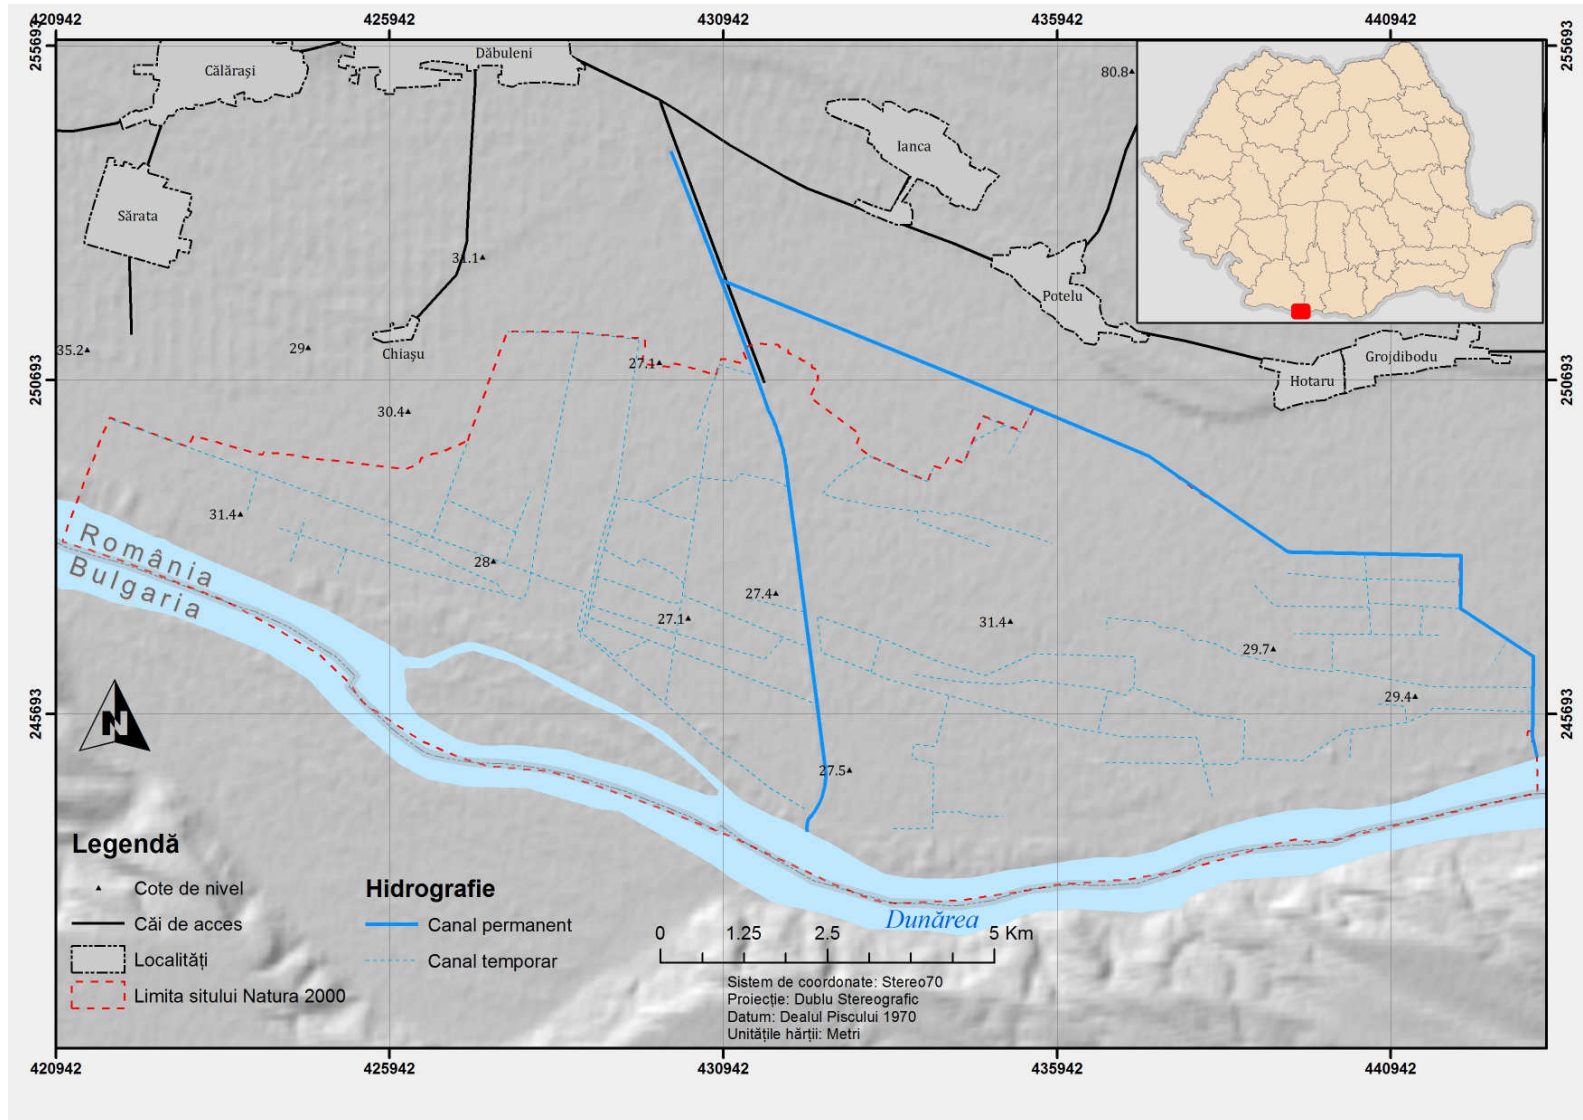 420942 425942 430942 435942 440942
255693 255693
Dăbuleni
Călărași
80.8
Ianca
Sărata
31.1
Potelu
Chiașu
35.2
29
27.1
Grojdibodu
Hotaru
250693 250693
30.4
31.4
România
Bulgaria
28
27.4
27.1
31.4
29.7
29.4
245693 245693
N
27.5
Legendă
Cote de nivel
Căi de acces
Localități
Limita sitului Natura 2000
Hidrografie
Canal permanent
Canal temporar
Dunărea
0 1.25 2.5 5 Km
Sistem de coordonate: Stereo70
Proiecție: Dublu Stereografic
Datum: Dealul Piscului 1970
Unitățile hărții: Metri
420942 425942 430942 435942 440942